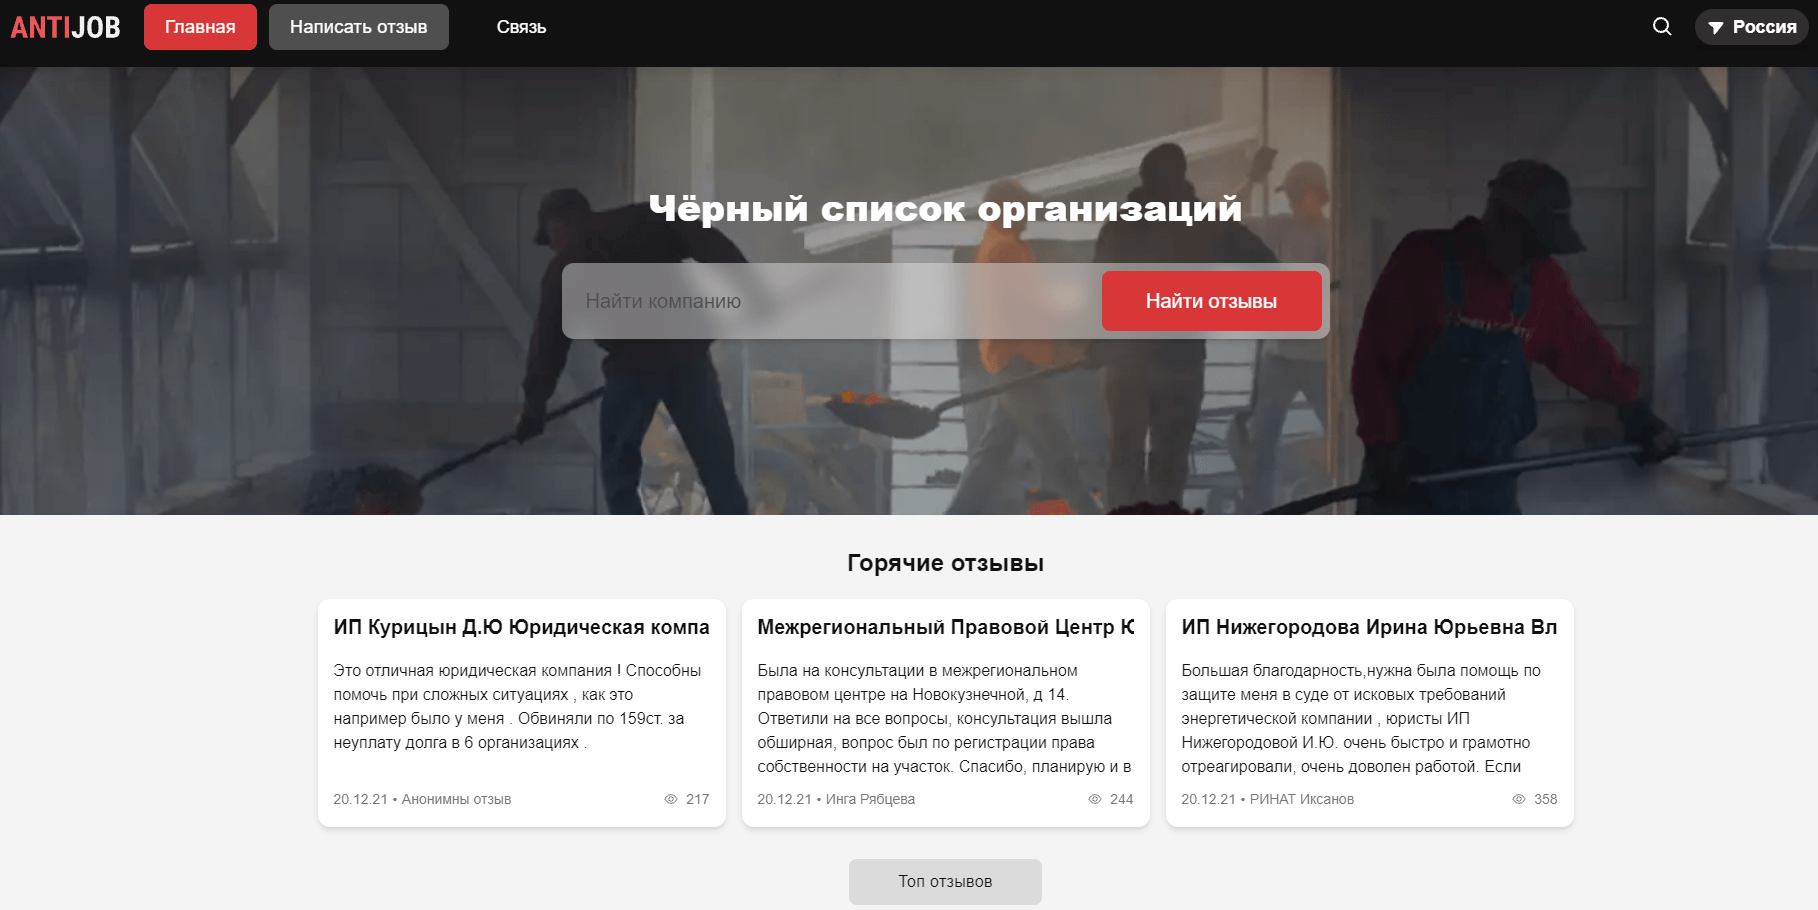 ANTIJOB
Главная
Написать отзыв
Связь
Россия
Чёрный список организаций
Найти компанию
Найти отзывы
Горячие отзывы
ИП Курицын Д.Ю Юридическая компа
Это отличная юридическая компания ! Способны
помочь при сложных ситуациях , как это
например было у меня . Обвиняли по 159ст. за
неуплату долга в 6 организациях .
20.12.21 • Анонимны отзыв
217
Межрегиональный Правовой Центр Ю
Была на консультации в межрегиональном
правовом центре на Новокузнечной, д 14.
Ответили на все вопросы, консультация вышла
обширная, вопрос был по регистрации права
собственности на участок. Спасибо, планирую и в
20.12.21 • Инга Рябцева
244
ИП Нижегородова Ирина Юрьевна Вл
Большая благодарность,нужна была помощь по
защите меня в суде от исковых требований
энергетической компании , юристы ИП
Нижегородовой И.Ю. очень быстро и грамотно
отреагировали, очень доволен работой. Если
20.12.21 • РИНАТ Иксанов
358
Топ отзывов